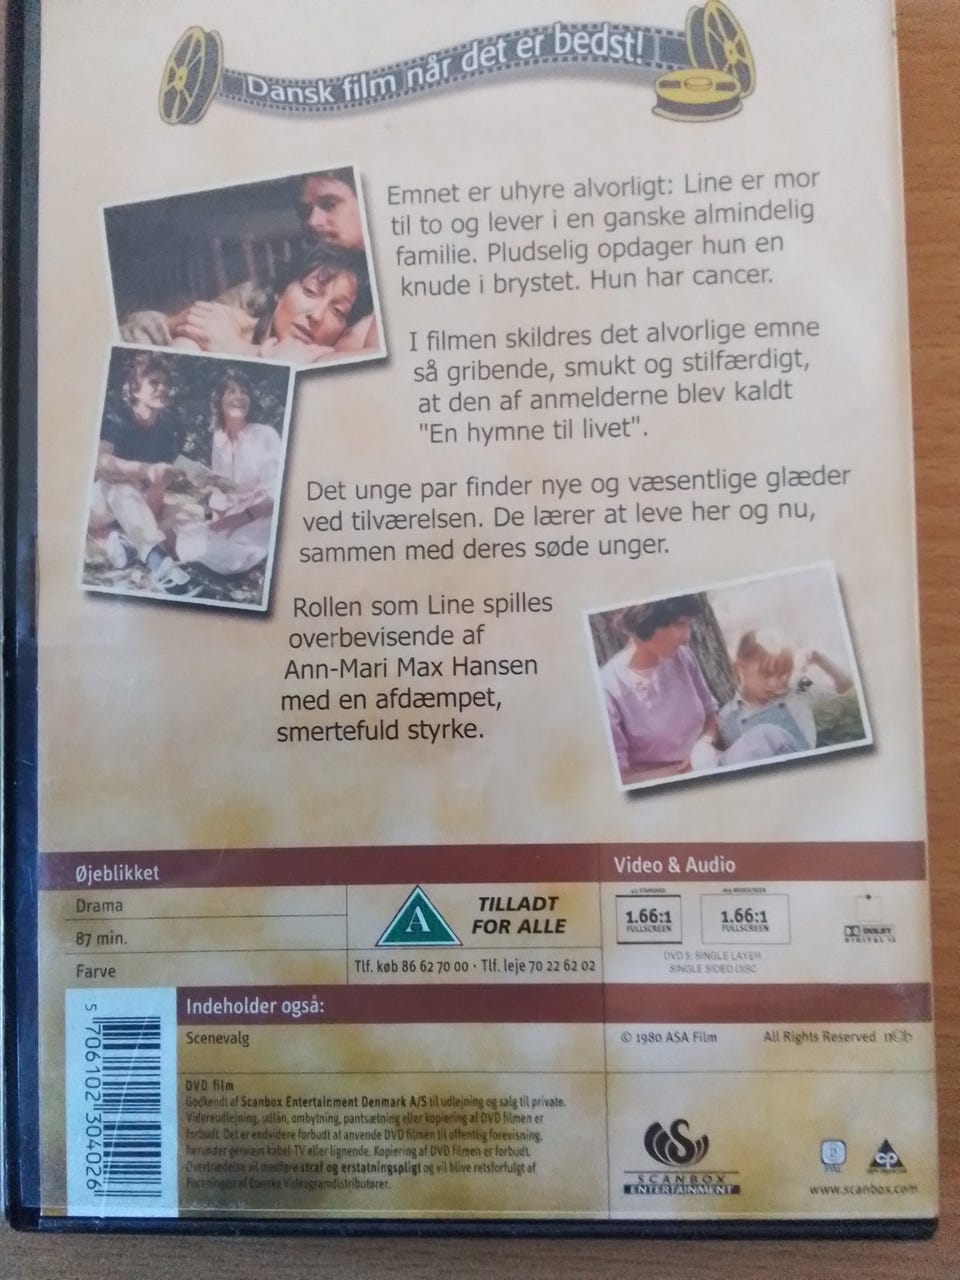 Dansk film når det er bedst!
Emnet er uhyre alvorligt: Line er mor
til to og lever i en ganske almindelig
familie. Pludselig opdager hun en
knude i brystet. Hun har cancer.
I filmen skildres det alvorlige emne
så gribende, smukt og stilfærdigt,
at den af anmelderne blev kaldt
"En hymne til livet".
Det unge par finder nye og væsentlige glæder
ved tilværelsen. De lærer at leve her og nu,
sammen med deres søde unger.
Rollen som Line spilles
overbevisende af
Ann-Mari Max Hansen
med en afdæmpet,
smertefuld styrke.
Øjeblikket
Drama
87 min.
Farve
A
TILLADT
FOR ALLE
Tlf. køb 86 62 70 00 · Tlf. leje 70 22 62 02
Video & Audio
4:3 STANDARD
16:9 WIDESCREEN
1.66:1
FULLSCREEN
1.66:1
FULLSCREEN
DOLBY
DIGITAL
DVD 5: SINGLE LAYER
SINGLE SIDED DISC
Indeholder også:
Scenevalg
© 1980 ASA Film
All Rights Reserved
DVD film
Godkendt af Scanbox Entertainment Denmark A/S til udlejning og salg til private.
Videreudlejning, udlån, ombytning, pantsætning eller kopiering af DVD filmen er
forbudt. Det er endvidere forbudt at anvende DVD filmen til offentlig forevisning,
herunder gennem kabel-TV eller lignende. Kopiering af DVD filmen er forbudt.
Overtrædelse vil medføre straf og erstatningspligt og vil blive retsforfulgt af
Foreningen af Danske Videogramdistributører.
5 706102 304026
SCANBOX
ENTERTAINMENT
PAL
CP
www.scanbox.com